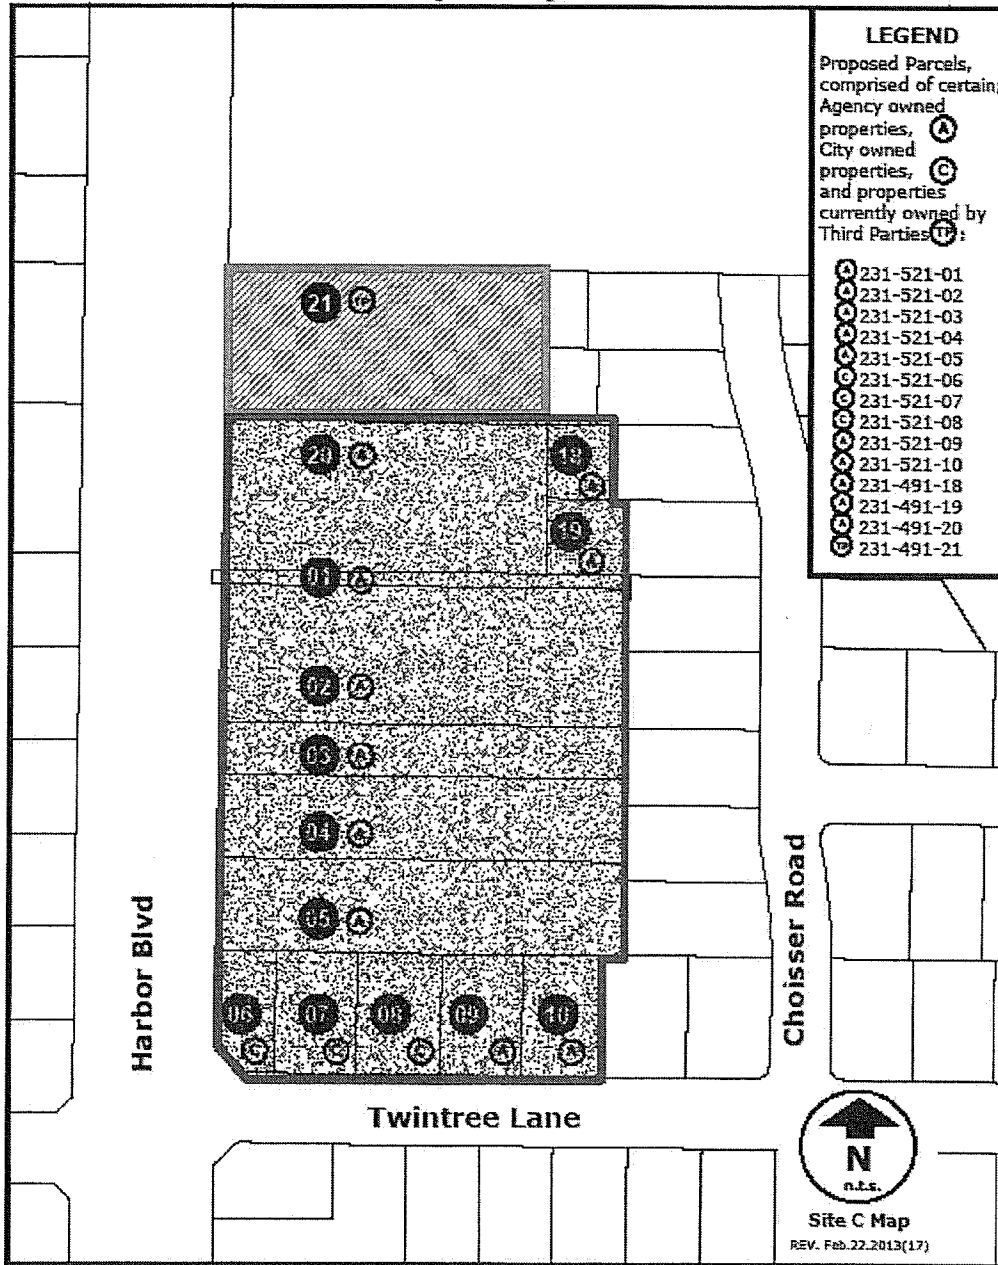 LEGEND
Proposed Parcels,
comprised of certain;
Agency owned
properties, A
City owned
properties, C
and properties
currently owned by
Third Parties TP :
A 231-521-01
A 231-521-02
A 231-521-03
A 231-521-04
A 231-521-05
C 231-521-06
C 231-521-07
C 231-521-08
A 231-521-09
A 231-521-10
A 231-491-18
A 231-491-19
A 231-491-20
TP 231-491-21
21 TP
20 A
18 A
19 A
01 A
02 A
03 A
04 A
05 A
06 C
07 C
08 C
09 A
10 A
Harbor Blvd
Choisser Road
Twintree Lane
N
n.t.s.
Site C Map
REV. Feb.22.2013(17)